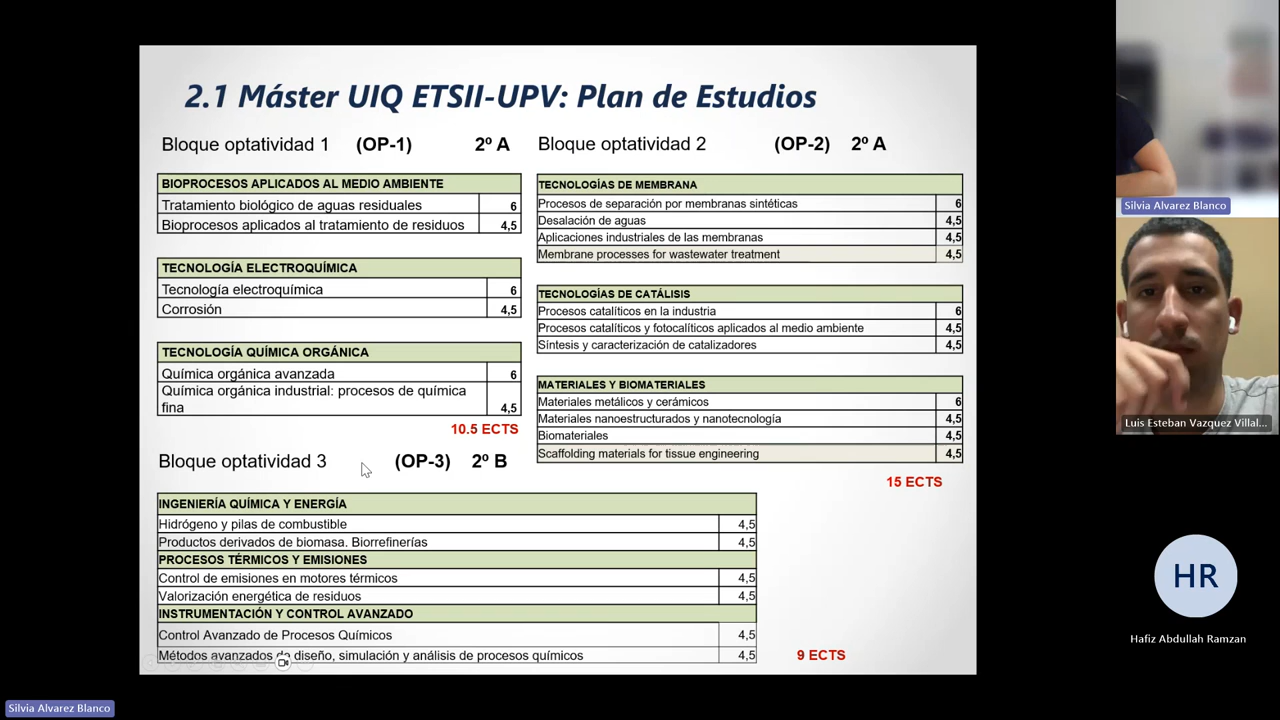 2.1 Máster UIQ ETSII-UPV: Plan de Estudios
Bloque optatividad 1 (OP-1) 2º A
BIOPROCESOS APLICADOS AL MEDIO AMBIENTE
Tratamiento biológico de aguas residuales 6
Bioprocesos aplicados al tratamiento de residuos 4,5
TECNOLOGÍA ELECTROQUÍMICA
Tecnología electroquímica 6
Corrosión 4,5
TECNOLOGÍA QUÍMICA ORGÁNICA
Química orgánica avanzada 6
Química orgánica industrial: procesos de química
fina 4,5
10.5 ECTS
Bloque optatividad 2 (OP-2) 2º A
TECNOLOGÍAS DE MEMBRANA
Procesos de separación por membranas sintéticas 6
Desalación de aguas 4,5
Aplicaciones industriales de las membranas 4,5
Membrane processes for wastewater treatment 4,5
TECNOLOGÍAS DE CATÁLISIS
Procesos catalíticos en la industria 6
Procesos catalíticos y fotocalíticos aplicados al medio ambiente 4,5
Síntesis y caracterización de catalizadores 4,5
MATERIALES Y BIOMATERIALES
Materiales metálicos y cerámicos 6
Materiales nanoestructurados y nanotecnología 4,5
Biomateriales 4,5
Scaffolding materials for tissue engineering 4,5
15 ECTS
Bloque optatividad 3 (OP-3) 2º B
INGENIERÍA QUÍMICA Y ENERGÍA
Hidrógeno y pilas de combustible 4,5
Productos derivados de biomasa. Biorrefinerías 4,5
PROCESOS TÉRMICOS Y EMISIONES
Control de emisiones en motores térmicos 4,5
Valorización energética de residuos 4,5
INSTRUMENTACIÓN Y CONTROL AVANZADO
Control Avanzado de Procesos Químicos 4,5
Métodos avanzados de diseño, simulación y análisis de procesos químicos 4,5
9 ECTS
Silvia Alvarez Blanco
Luis Esteban Vazquez Villal...
HR
Hafiz Abdullah Ramzan
Silvia Alvarez Blanco